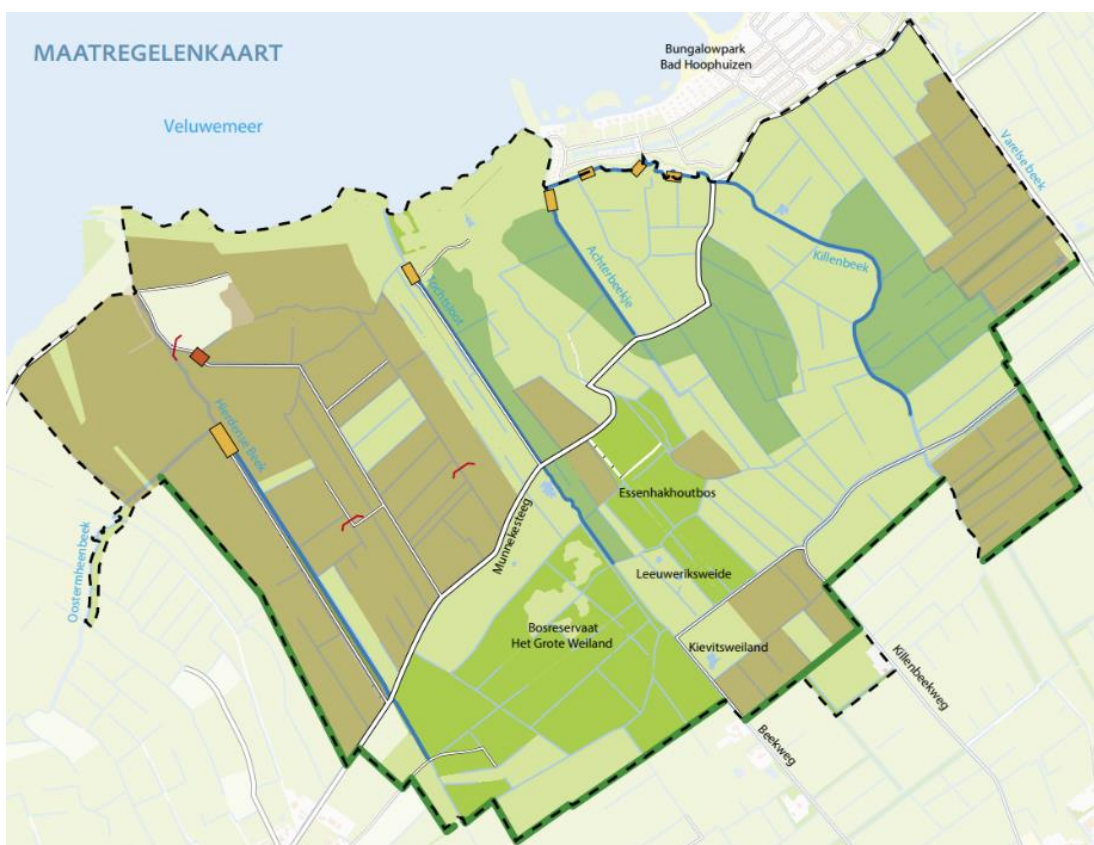 MAATREGELENKAART
Bungalowpark
Bad Hoophuizen
Veluwemeer
Varelse beek
Killenbeek
Achterbeekje
Tochtsloot
Hierdense Beek
Essenhakhoutbos
Munnekesteeg
Leeuweriksweide
Oostermheenbeek
Bosreservaat
Het Grote Weiland
Kievitsweiland
Killenbeekweg
Beekweg